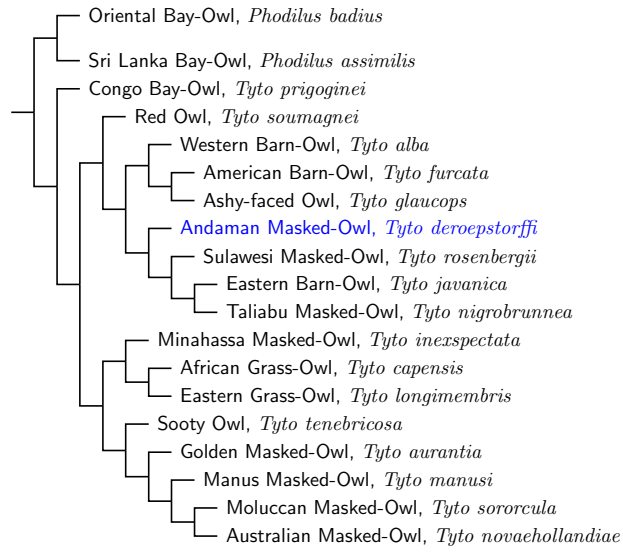 Oriental Bay-Owl, Phodilus badius
Sri Lanka Bay-Owl, Phodilus assimilis
Congo Bay-Owl, Tyto prigoginei
Red Owl, Tyto soumagnei
Western Barn-Owl, Tyto alba
American Barn-Owl, Tyto furcata
Ashy-faced Owl, Tyto glaucops
Andaman Masked-Owl, Tyto deroepstorffi
Sulawesi Masked-Owl, Tyto rosenbergii
Eastern Barn-Owl, Tyto javanica
Taliabu Masked-Owl, Tyto nigrobrunnea
Minahassa Masked-Owl, Tyto inexspectata
African Grass-Owl, Tyto capensis
Eastern Grass-Owl, Tyto longimembris
Sooty Owl, Tyto tenebricosa
Golden Masked-Owl, Tyto aurantia
Manus Masked-Owl, Tyto manusi
Moluccan Masked-Owl, Tyto sororcula
Australian Masked-Owl, Tyto novaehollandiae